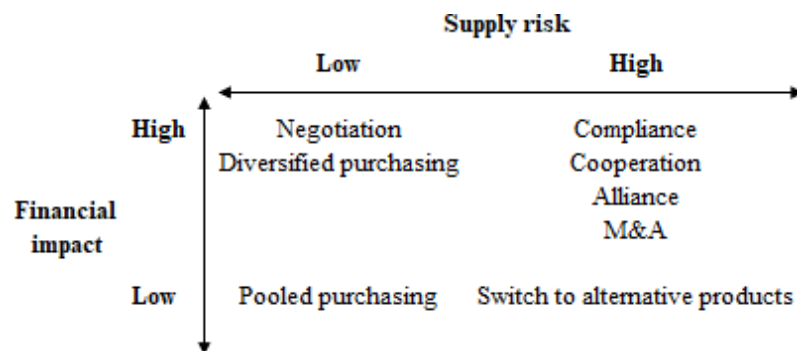 Supply risk
Low High
High Negotiation Compliance
Diversified purchasing Cooperation
Alliance
Financial
impact
M&A
Low Pooled purchasing Switch to alternative products